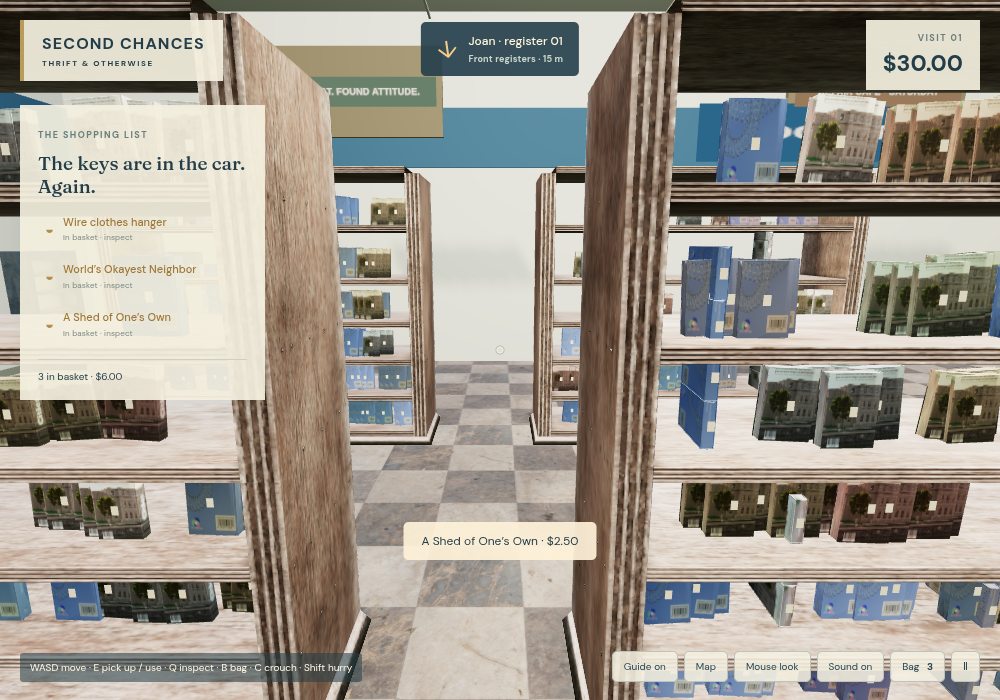 SECOND CHANCES
THRIFT & OTHERWISE
Joan · register 01
Front registers · 15 m
VISIT 01
$30.00
T. FOUND ATTITUDE.
THE SHOPPING LIST
The keys are in the car.
Again.
Wire clothes hanger
In basket · inspect
World's Okayest Neighbor
In basket · inspect
A Shed of One's Own
In basket · inspect
3 in basket · $6.00
A Shed of One's Own · $2.50
WASD move · E pick up / use · Q inspect · B bag · C crouch · Shift hurry
Guide on
Map
Mouse look
Sound on
Bag 3
II